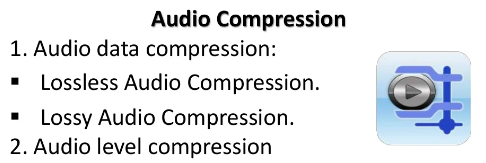 Audio Compression
1. Audio data compression:
▪ Lossless Audio Compression.
▪ Lossy Audio Compression.
2. Audio level compression